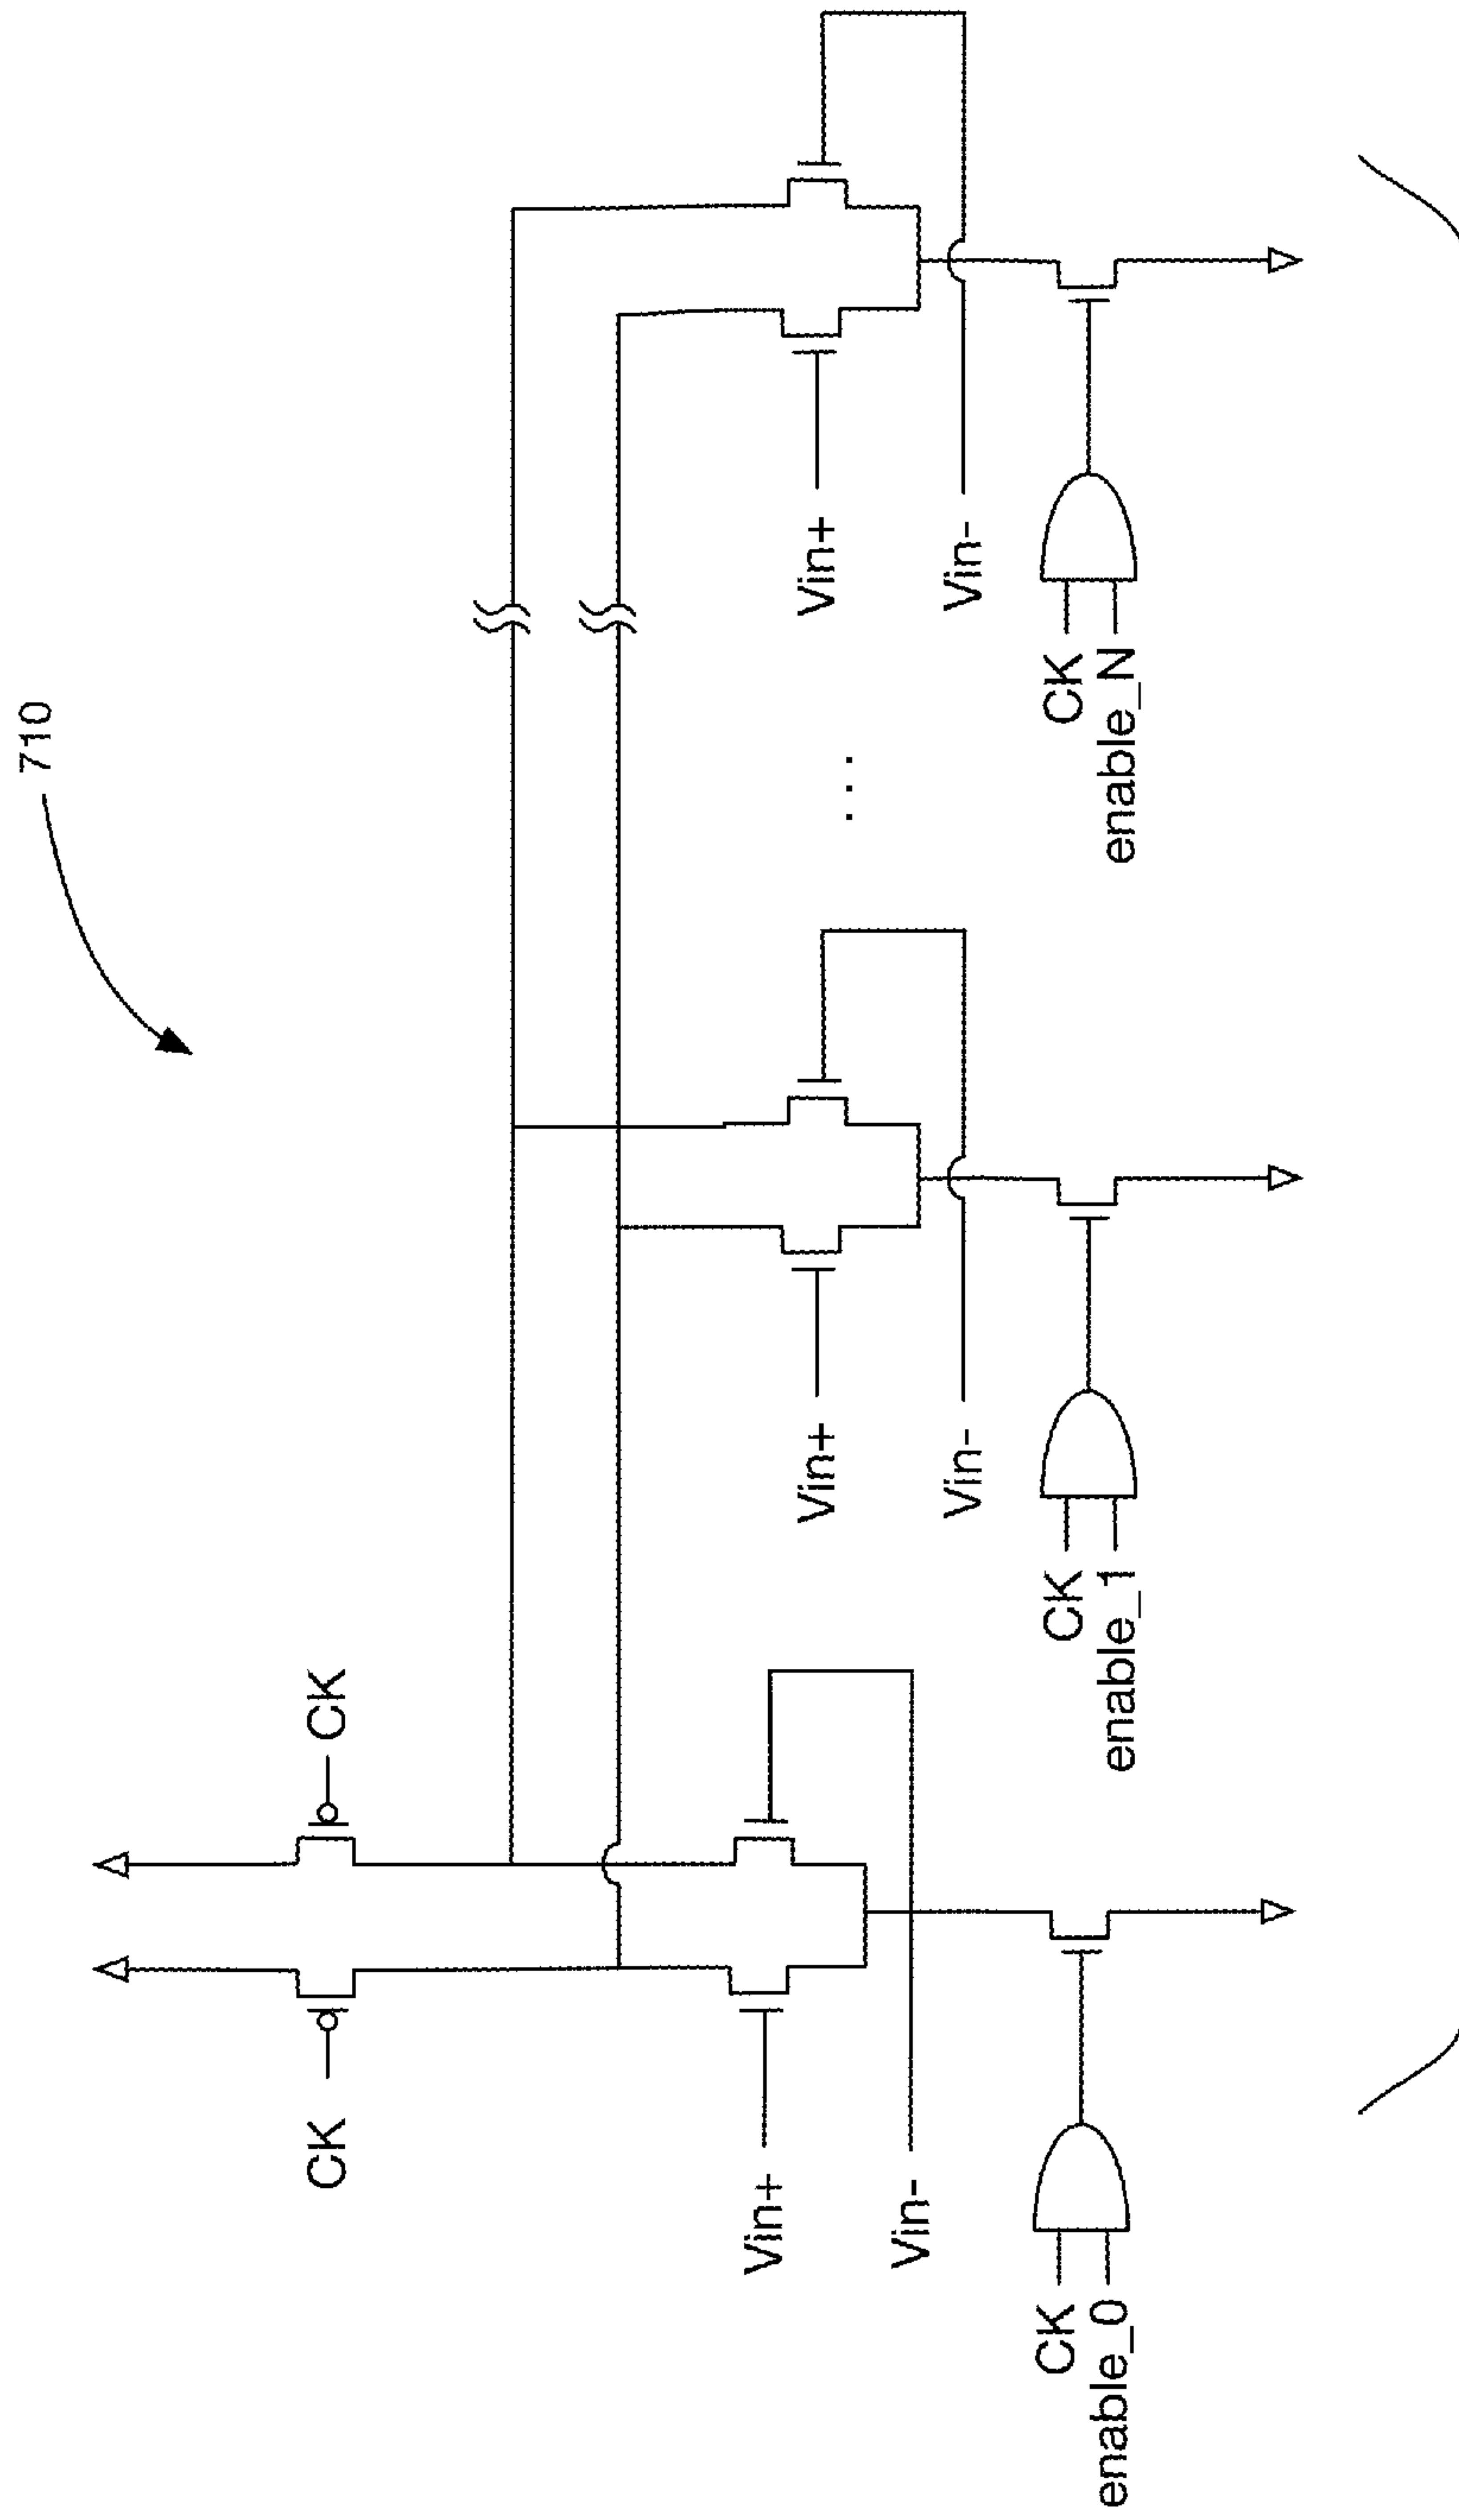 710
CK
CK
Vin+
Vin-
CK
enable_0
Vin+
Vin-
CK
enable_1
...
Vin+
Vin-
CK
enable_N